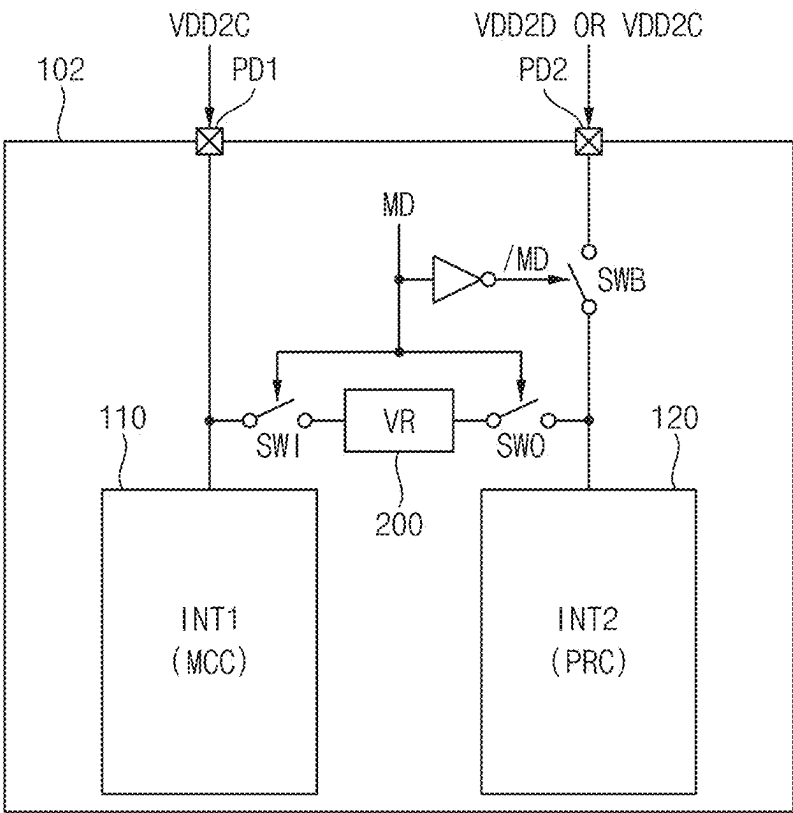 VDD2C
VDD2D OR VDD2C
102
PD1
PD2
MD
/MD
SWB
110
SWI
VR
SWO
120
200
INT1
(MCC)
INT2
(PRC)